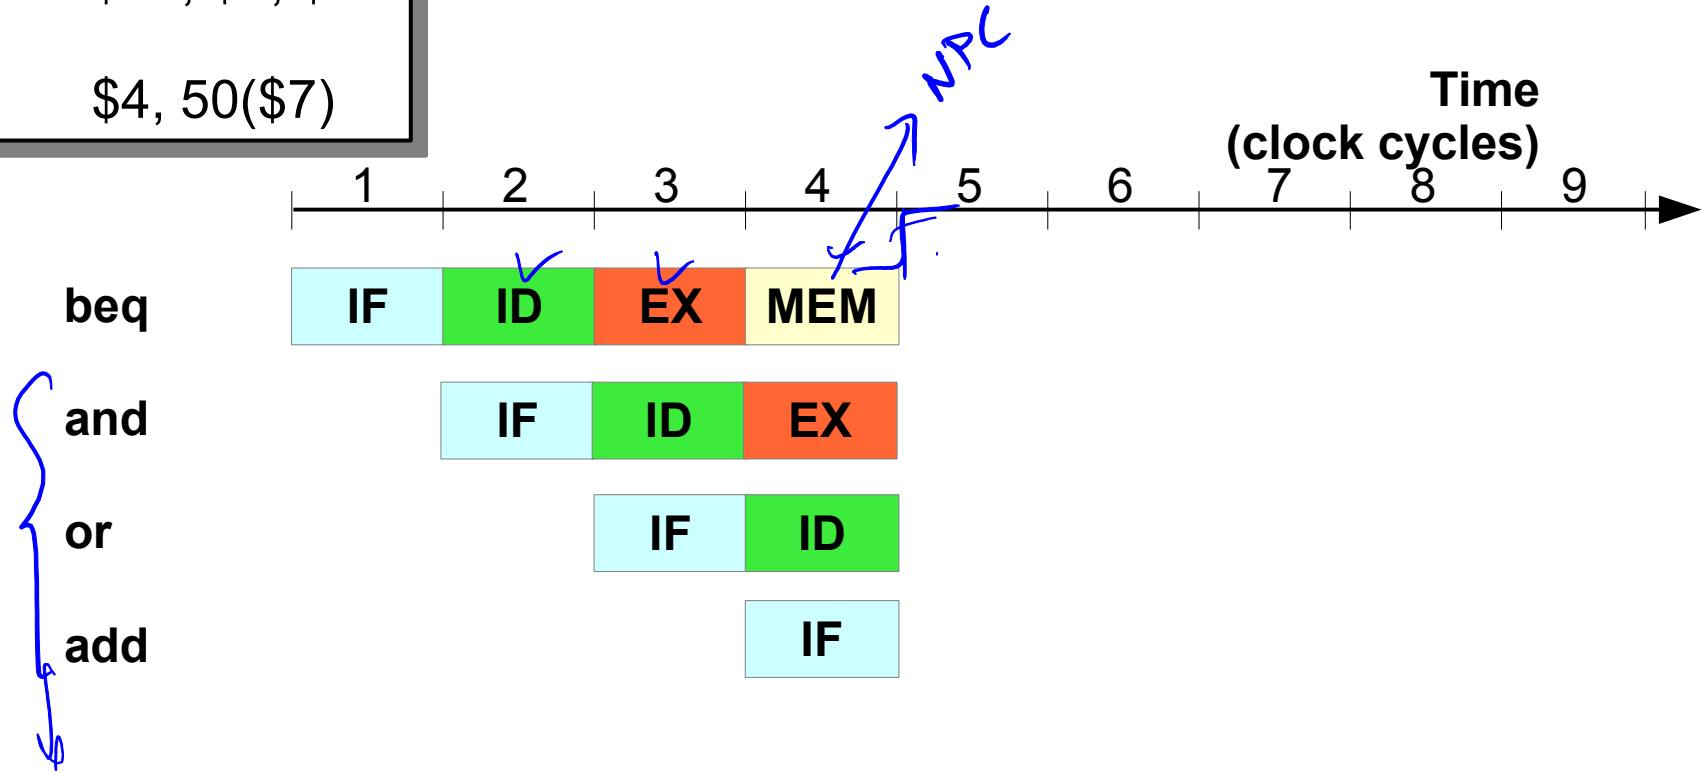 $4, 50($7)
NPC
Time
(clock cycles)
1 2 3 4 5 6 7 8 9
beq IF ID EX MEM
and IF ID EX
or IF ID
add IF